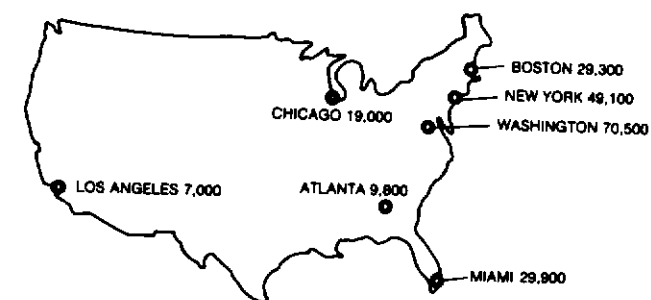 BOSTON 29,300
NEW YORK 49,100
CHICAGO 19,000
WASHINGTON 70,500
LOS ANGELES 7,000
ATLANTA 9,800
MIAMI 29,900